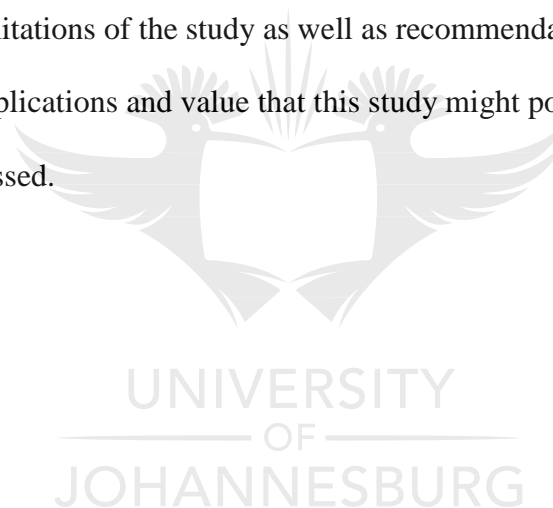 itations of the study as well as recommenda
plications and value that this study might po
ssed.
UNIVERSITY
OF
JOHANNESBURG